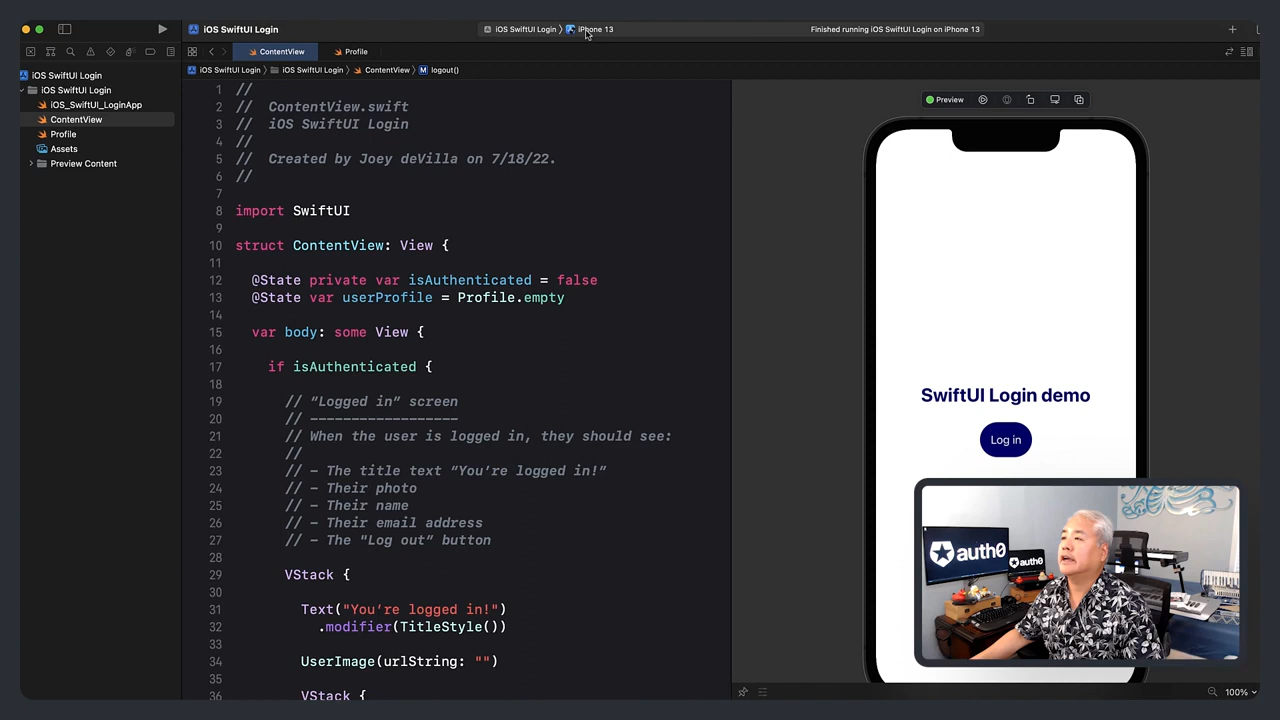 iOS SwiftUI Login
iOS SwiftUI Login
iPhone 13
Finished running iOS SwiftUI Login on iPhone 13
ContentView
Profile
iOS SwiftUI Login
iOS SwiftUI Login
ContentView
M logout()
iOS SwiftUI Login
iOS SwiftUI Login
iOS_SwiftUI_LoginApp
ContentView
Profile
Assets
Preview Content
1 //
2 //  ContentView.swift
3 //  iOS SwiftUI Login
4 //
5 //  Created by Joey deVilla on 7/18/22.
6 //
7
8 import SwiftUI
9
10 struct ContentView: View {
11
12 @State private var isAuthenticated = false
13 @State var userProfile = Profile.empty
14
15 var body: some View {
16
17 if isAuthenticated {
18
19 // “Logged in” screen
20 // ------------------
21 // When the user is logged in, they should see:
22 //
23 // - The title text “You’re logged in!”
24 // - Their photo
25 // - Their name
26 // - Their email address
27 // - The "Log out” button
28
29 VStack {
30
31 Text("You’re logged in!")
32 .modifier(TitleStyle())
33
34 UserImage(urlString: "")
35
36 VStack {
Preview
SwiftUI Login demo
Log in
auth0
auth0
100%